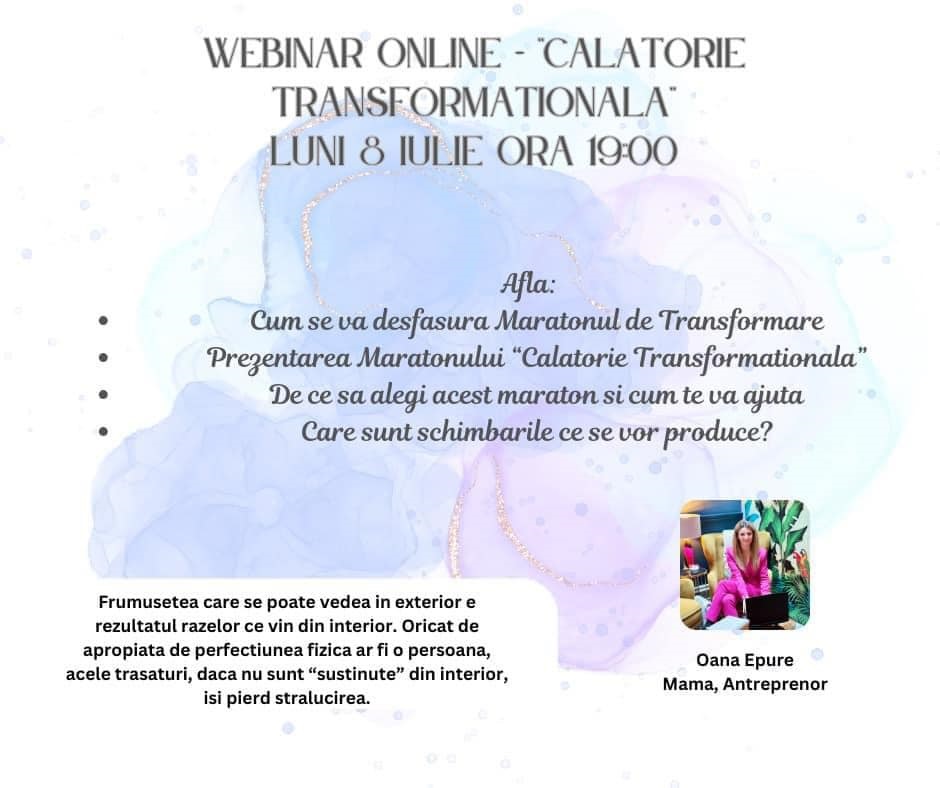 WEBINAR ONLINE - "CALATORIE
TRANSFORMATIONALA"
LUNI 8 IULIE ORA 19:00
Afla:
• Cum se va desfasura Maratonul de Transformare
• Prezentarea Maratonului “Calatorie Transformationala”
• De ce sa alegi acest maraton si cum te va ajuta
• Care sunt schimbarile ce se vor produce?
Frumusetea care se poate vedea in exterior e
rezultatul razelor ce vin din interior. Oricat de
apropiata de perfectiunea fizica ar fi o persoana,
acele trasaturi, daca nu sunt “sustinute” din interior,
isi pierd stralucirea.
Oana Epure
Mama, Antreprenor